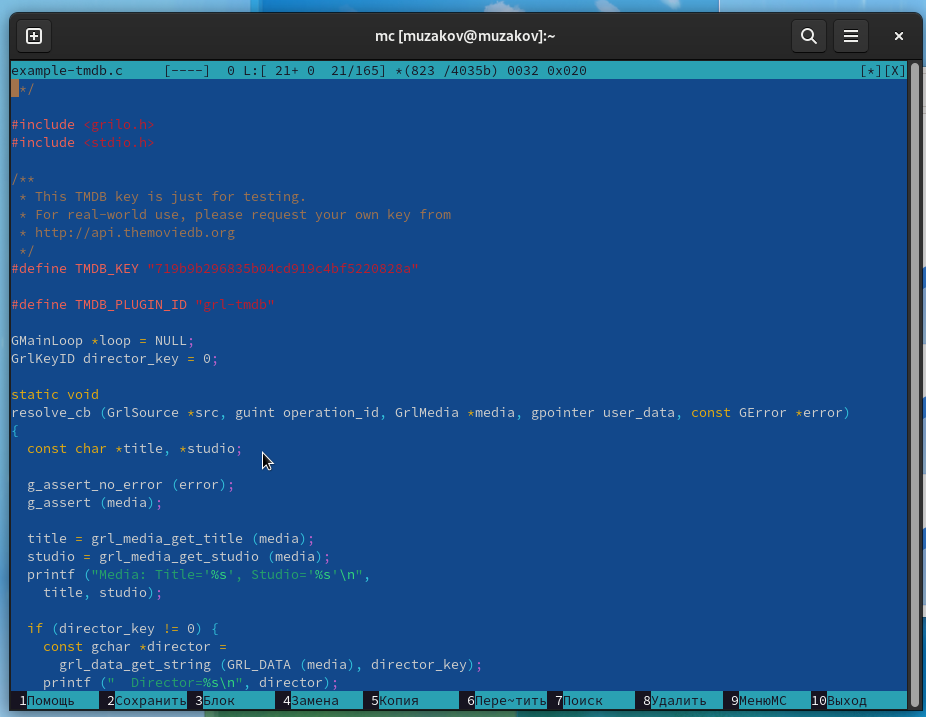 mc [muzakov@muzakov]:~
example-tmdb.c     [----]  0 L:[ 21+ 0  21/165] *(823 /4035b) 0032 0x020     [*][X]
 */
#include <grilo.h>
#include <stdio.h>
/**
 * This TMDB key is just for testing.
 * For real-world use, please request your own key from
 * http://api.themoviedb.org
 */
#define TMDB_KEY "719b9b296835b04cd919c4bf5220828a"
#define TMDB_PLUGIN_ID "grl-tmdb"
GMainLoop *loop = NULL;
GrlKeyID director_key = 0;
static void
resolve_cb (GrlSource *src, guint operation_id, GrlMedia *media, gpointer user_data, const GError *error)
{
  const char *title, *studio;
  g_assert_no_error (error);
  g_assert (media);
  title = grl_media_get_title (media);
  studio = grl_media_get_studio (media);
  printf ("Media: Title='%s', Studio='%s'\n",
    title, studio);
  if (director_key != 0) {
    const gchar *director =
      grl_data_get_string (GRL_DATA (media), director_key);
    printf ("  Director=%s\n", director);
1Помощь 2Сохранить 3Блок 4Замена 5Копия 6Пере~тить 7Поиск 8Удалить 9МенюMC 10Выход